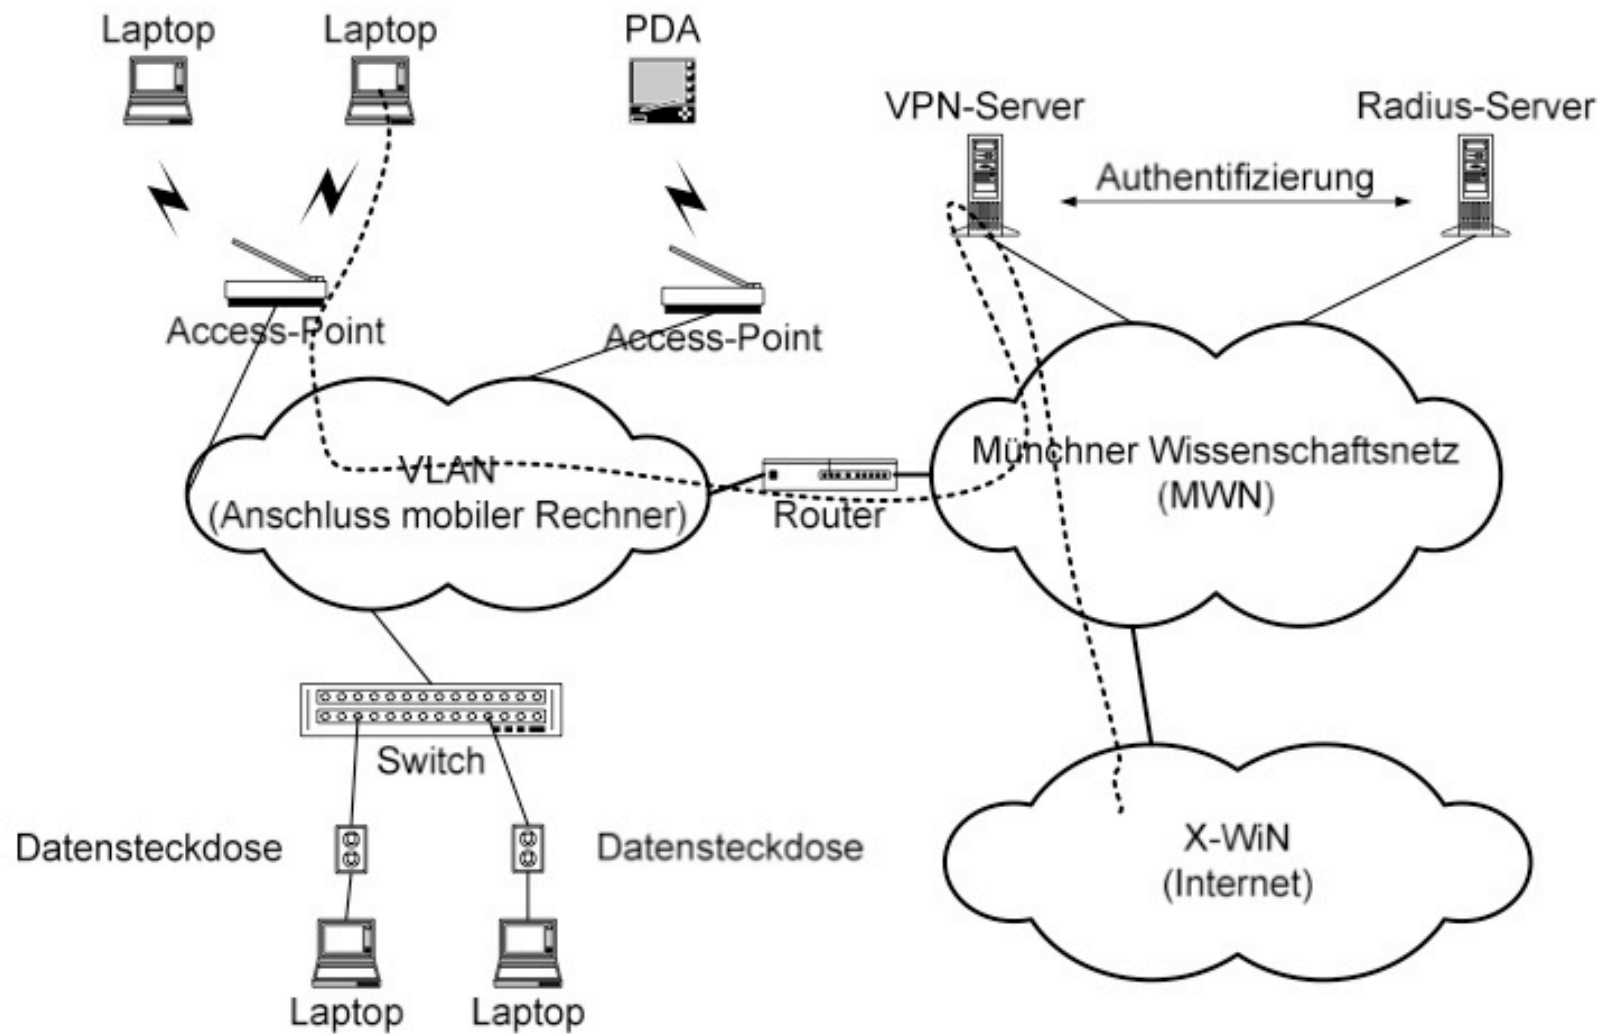 Laptop
Laptop
PDA
VPN-Server
Radius-Server
Authentifizierung
Access-Point
Access-Point
VLAN
(Anschluss mobiler Rechner)
Router
Münchner Wissenschaftsnetz
(MWN)
Switch
Datensteckdose
Datensteckdose
X-WiN
(Internet)
Laptop
Laptop